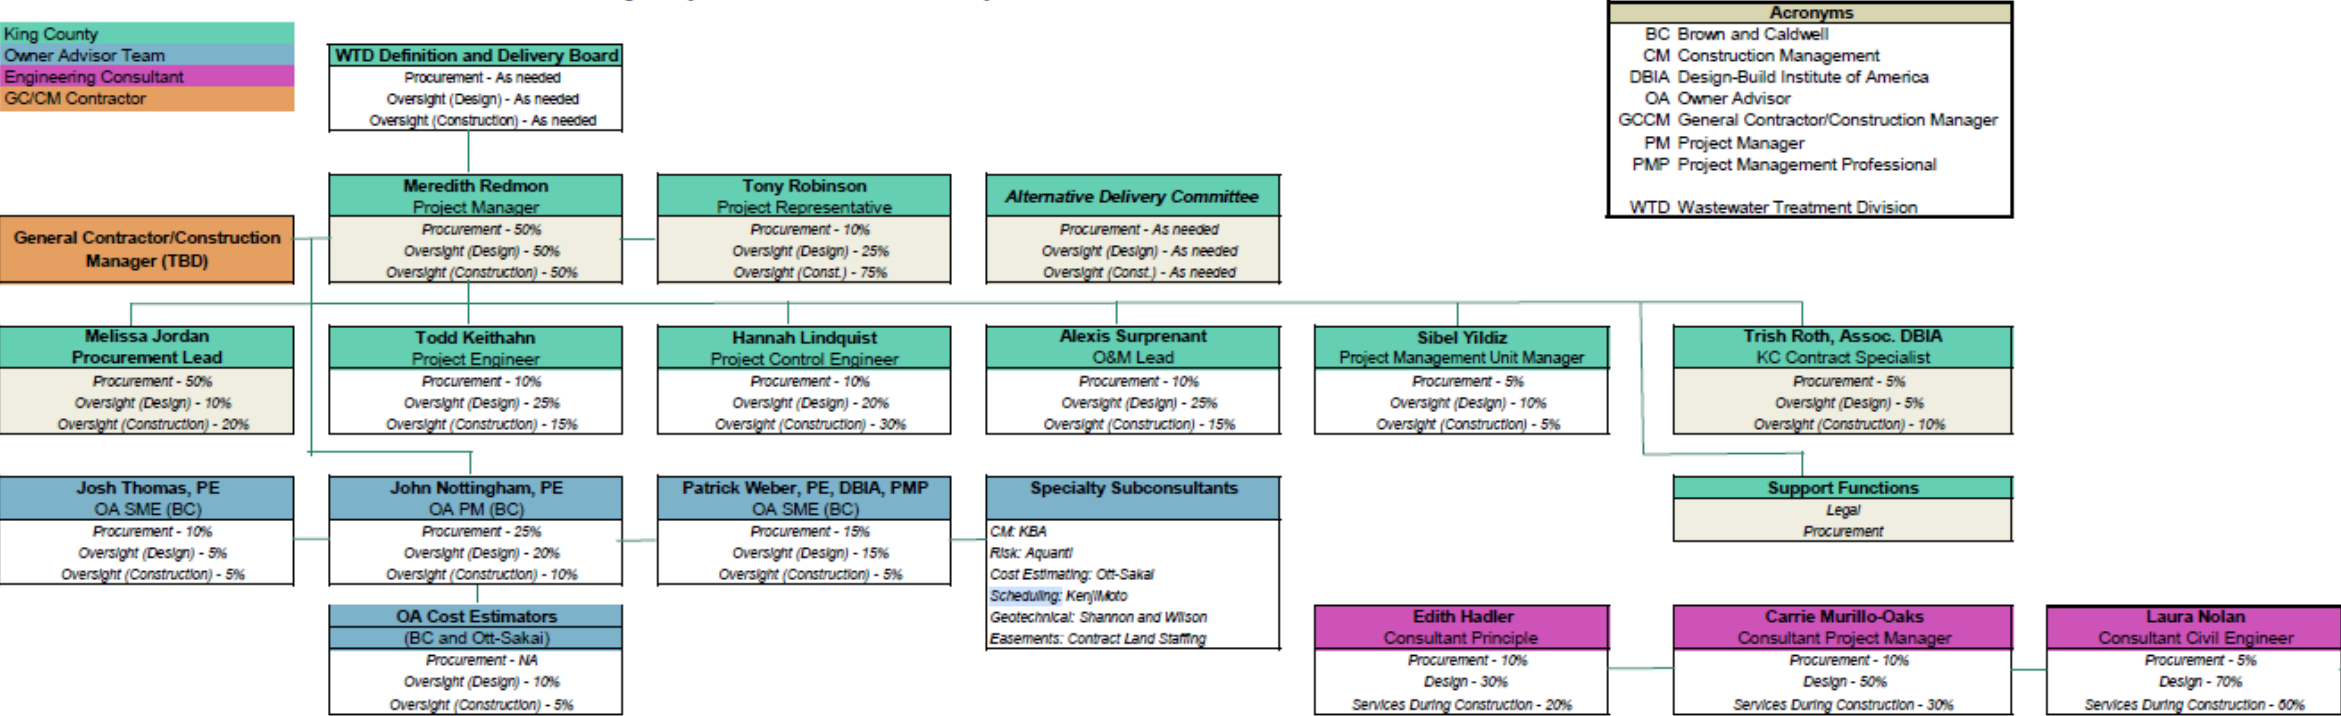 King County
Owner Advisor Team
Engineering Consultant
GC/CM Contractor
WTD Definition and Delivery Board
Procurement - As needed
Oversight (Design) - As needed
Oversight (Construction) - As needed
Acronyms
BC Brown and Caldwell
CM Construction Management
DBIA Design-Build Institute of America
OA Owner Advisor
GCCM General Contractor/Construction Manager
PM Project Manager
PMP Project Management Professional
WTD Wastewater Treatment Division
General Contractor/Construction
Manager (TBD)
Meredith Redmon
Project Manager
Procurement - 50%
Oversight (Design) - 50%
Oversight (Construction) - 50%
Tony Robinson
Project Representative
Procurement - 10%
Oversight (Design) - 25%
Oversight (Const.) - 75%
Alternative Delivery Committee
Procurement - As needed
Oversight (Design) - As needed
Oversight (Const.) - As needed
Melissa Jordan
Procurement Lead
Procurement - 50%
Oversight (Design) - 10%
Oversight (Construction) - 20%
Todd Keithahn
Project Engineer
Procurement - 10%
Oversight (Design) - 25%
Oversight (Construction) - 15%
Hannah Lindquist
Project Control Engineer
Procurement - 10%
Oversight (Design) - 20%
Oversight (Construction) - 30%
Alexis Surprenant
O&M Lead
Procurement - 10%
Oversight (Design) - 25%
Oversight (Construction) - 15%
Sibel Yildiz
Project Management Unit Manager
Procurement - 5%
Oversight (Design) - 10%
Oversight (Construction) - 5%
Trish Roth, Assoc. DBIA
KC Contract Specialist
Procurement - 5%
Oversight (Design) - 5%
Oversight (Construction) - 10%
Josh Thomas, PE
OA SME (BC)
Procurement - 10%
Oversight (Design) - 5%
Oversight (Construction) - 5%
John Nottingham, PE
OA PM (BC)
Procurement - 25%
Oversight (Design) - 20%
Oversight (Construction) - 10%
Patrick Weber, PE, DBIA, PMP
OA SME (BC)
Procurement - 15%
Oversight (Design) - 15%
Oversight (Construction) - 5%
Specialty Subconsultants
CM: KBA
Risk: Aquanti
Cost Estimating: Ott-Sakai
Scheduling: KenjiMoto
Geotechnical: Shannon and Wilson
Easements: Contract Land Staffing
Support Functions
Legal
Procurement
OA Cost Estimators
(BC and Ott-Sakai)
Procurement - NA
Oversight (Design) - 10%
Oversight (Construction) - 5%
Edith Hadler
Consultant Principle
Procurement - 10%
Design - 30%
Services During Construction - 20%
Carrie Murillo-Oaks
Consultant Project Manager
Procurement - 10%
Design - 50%
Services During Construction - 30%
Laura Nolan
Consultant Civil Engineer
Procurement - 5%
Design - 70%
Services During Construction - 60%